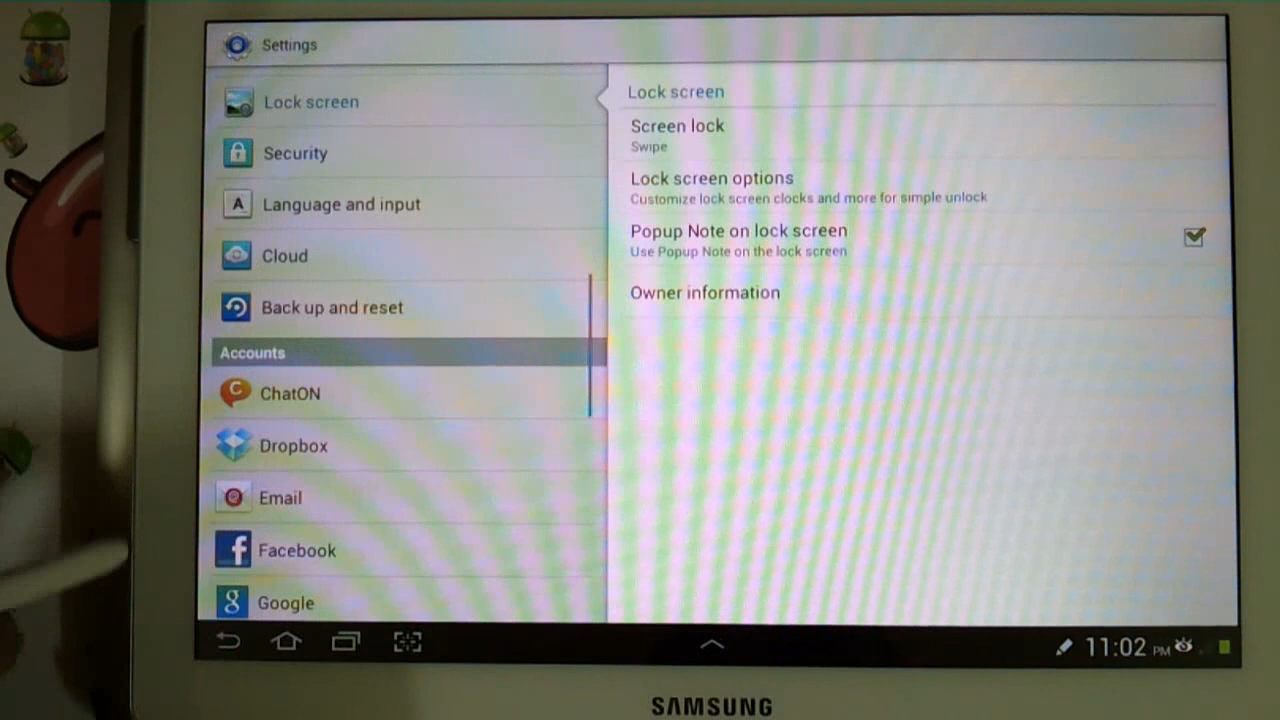 Settings
Lock screen
Security
Language and input
Cloud
Back up and reset
Accounts
ChatON
Dropbox
Email
Facebook
Google
Lock screen
Screen lock
Swipe
Lock screen options
Customize lock screen clocks and more for simple unlock
Popup Note on lock screen
Use Popup Note on the lock screen
Owner information
11:02 PM
SAMSUNG